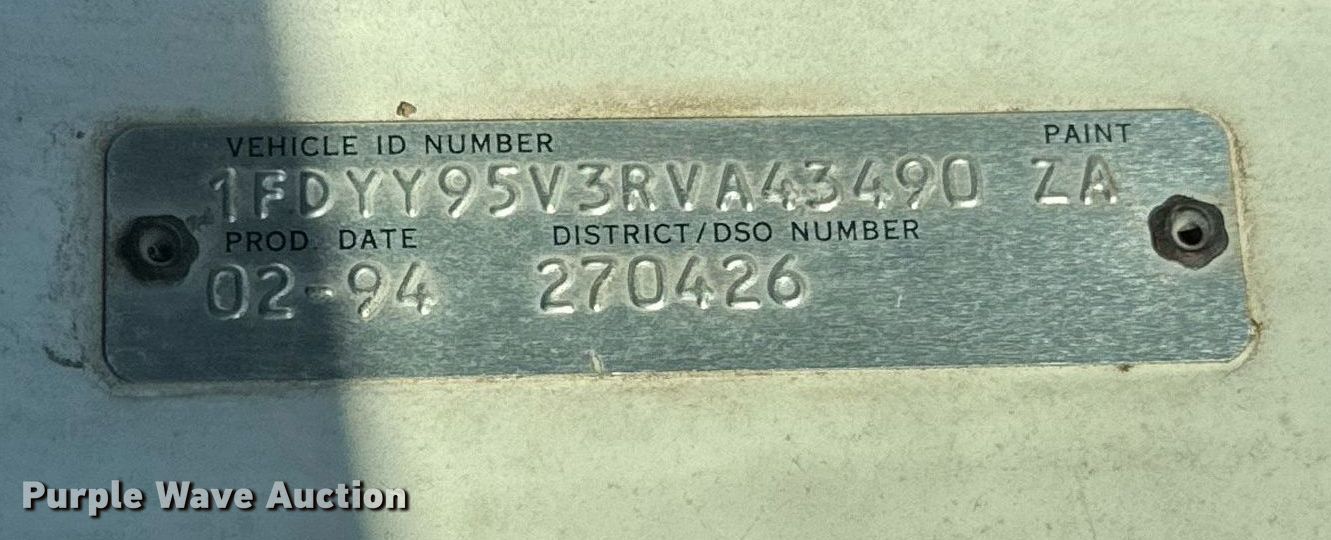 VEHICLE ID NUMBER PAINT
1FDYY95V3RVA43490 ZA
PROD. DATE DISTRICT/DSO NUMBER
02-94 270426
Purple Wave Auction